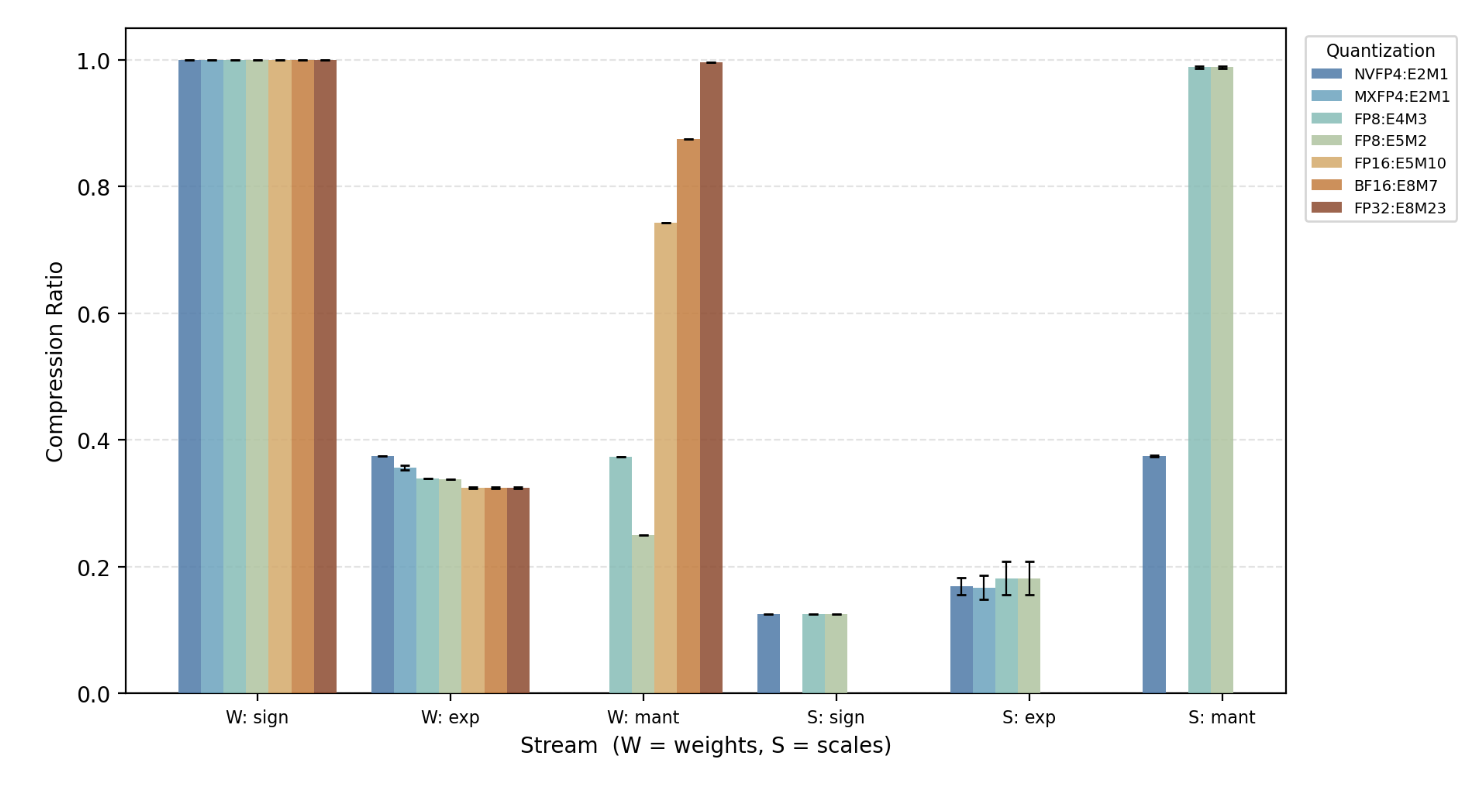 Compression Ratio
1.0
0.8
0.6
0.4
0.2
0.0
W: sign
W: exp
W: mant
S: sign
S: exp
S: mant
Stream  (W = weights, S = scales)
Quantization
NVFP4:E2M1
MXFP4:E2M1
FP8:E4M3
FP8:E5M2
FP16:E5M10
BF16:E8M7
FP32:E8M23